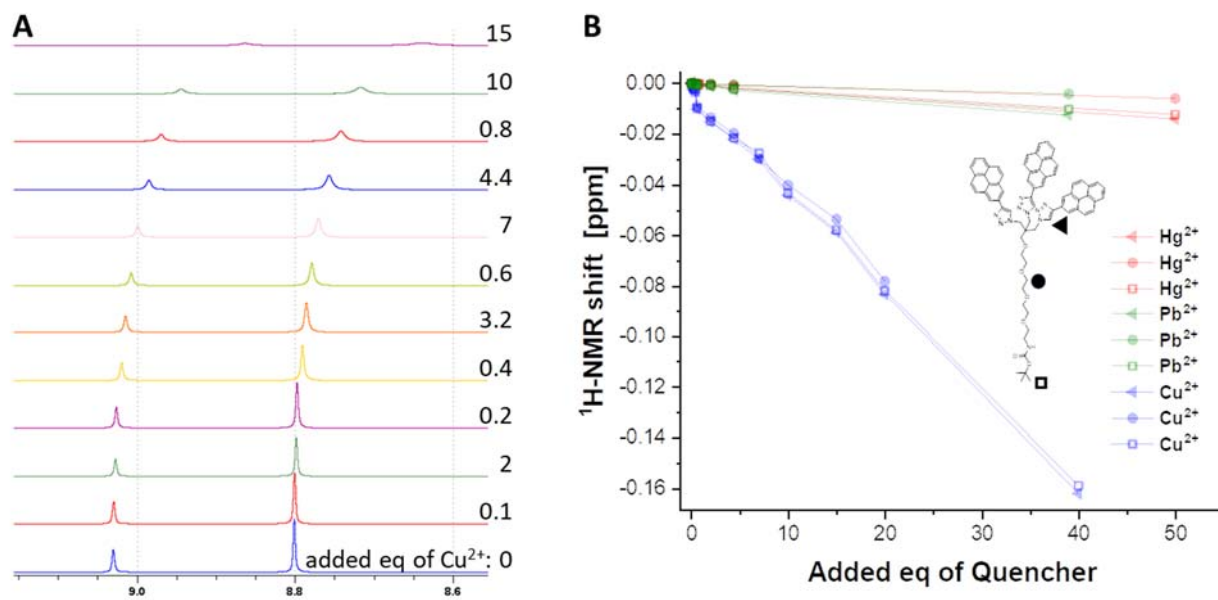 A
15
10
0.8
4.4
7
0.6
3.2
0.4
0.2
2
0.1
added eq of Cu²⁺: 0
9.0 8.8 8.6
B
¹H-NMR shift [ppm]
0.00
-0.02
-0.04
-0.06
-0.08
-0.10
-0.12
-0.14
-0.16
0 10 20 30 40 50
Added eq of Quencher
Hg²⁺
Hg²⁺
Hg²⁺
Pb²⁺
Pb²⁺
Pb²⁺
Cu²⁺
Cu²⁺
Cu²⁺